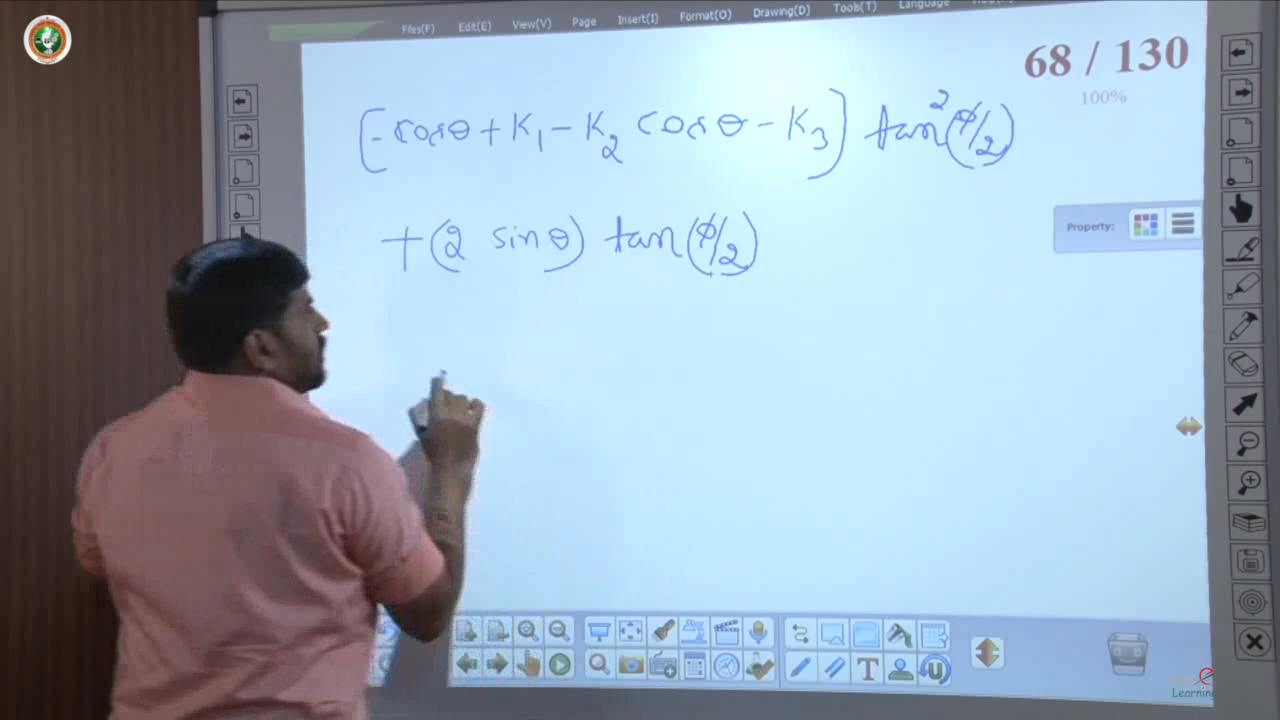 Files(F) Edit(E) View(V) Page Insert(I) Format(O) Drawing(D) Tools(T) Language
68 / 130
100%
[-cosθ + K₁ - K₂ cosθ - K₃] tan²(φ/2)
+ (2 sinθ) tan(φ/2)
Property:
Learning